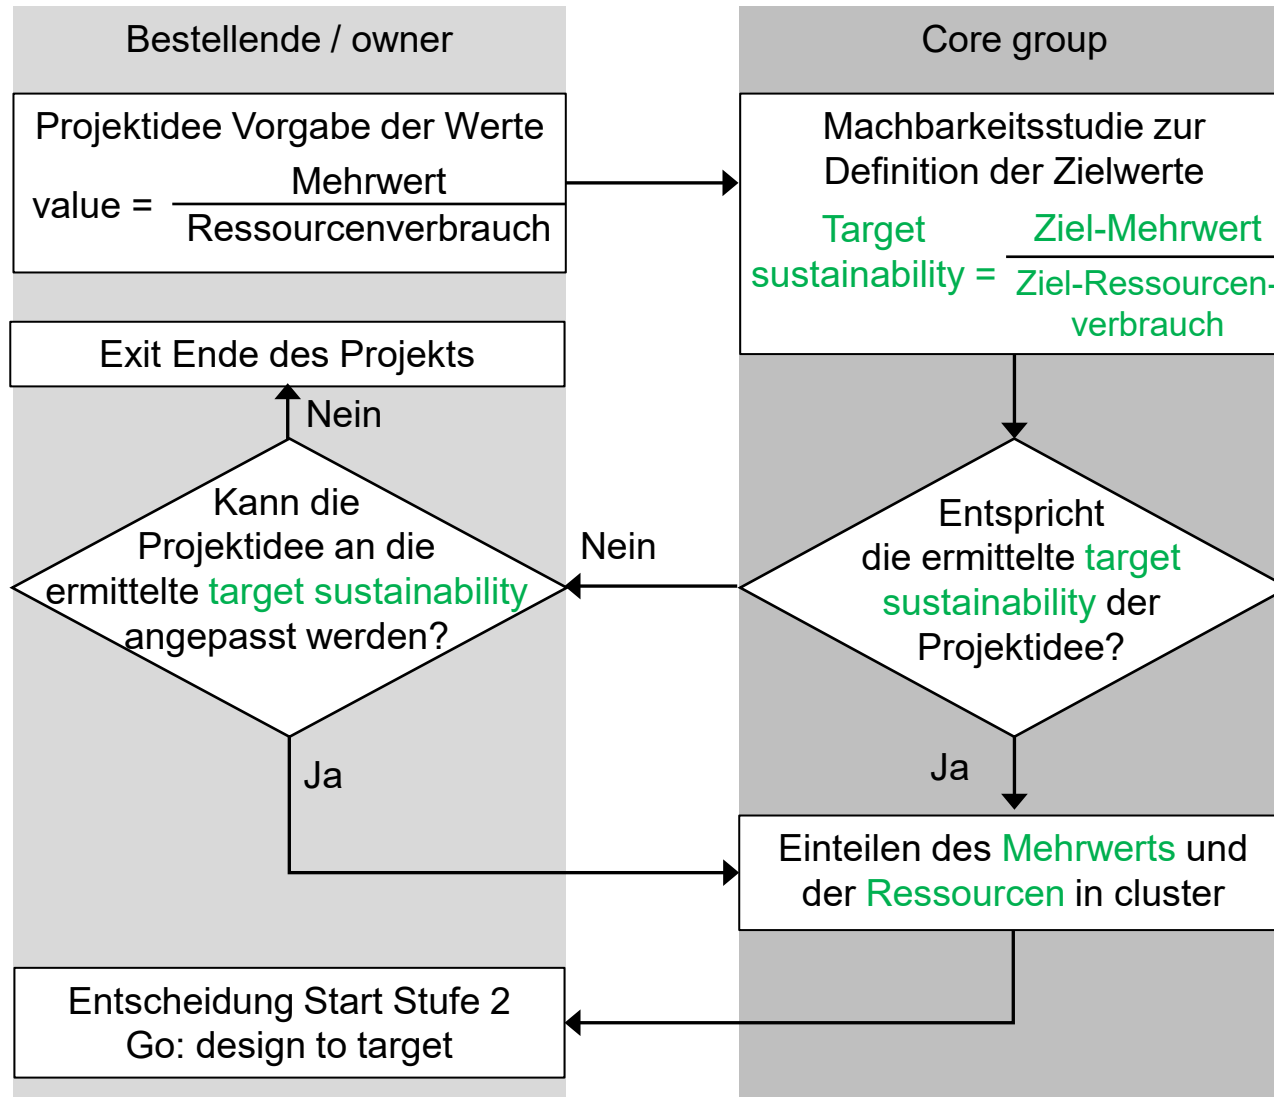 Bestellende / owner
Core group
Projektidee Vorgabe der Werte
value =
Mehrwert
Ressourcenverbrauch
Machbarkeitsstudie zur
Definition der Zielwerte
Target
sustainability =
Ziel-Mehrwert
Ziel-Ressourcen-
verbrauch
Exit Ende des Projekts
Nein
Kann die
Projektidee an die
ermittelte target sustainability
angepasst werden?
Nein
Entspricht
die ermittelte target
sustainability der
Projektidee?
Ja
Ja
Einteilen des Mehrwerts und
der Ressourcen in cluster
Entscheidung Start Stufe 2
Go: design to target